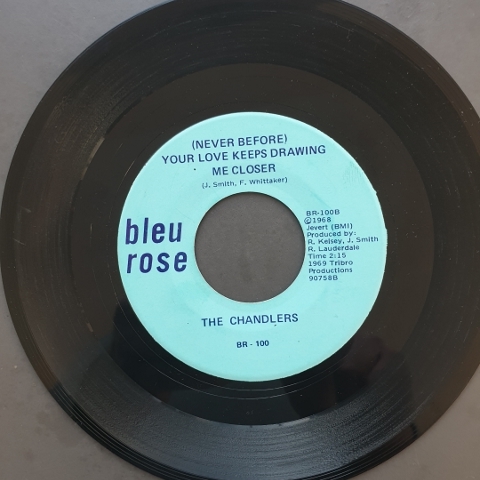 (NEVER BEFORE)
YOUR LOVE KEEPS DRAWING
ME CLOSER
(J. Smith, F. Whittaker)
bleu
rose
BR-100B
©1968
Jevert (BMI)
Produced by:
R. Kelsey, J. Smith
R. Lauderdale
Time 2:15
1969 Tribro
Productions
90758B
THE CHANDLERS
BR - 100